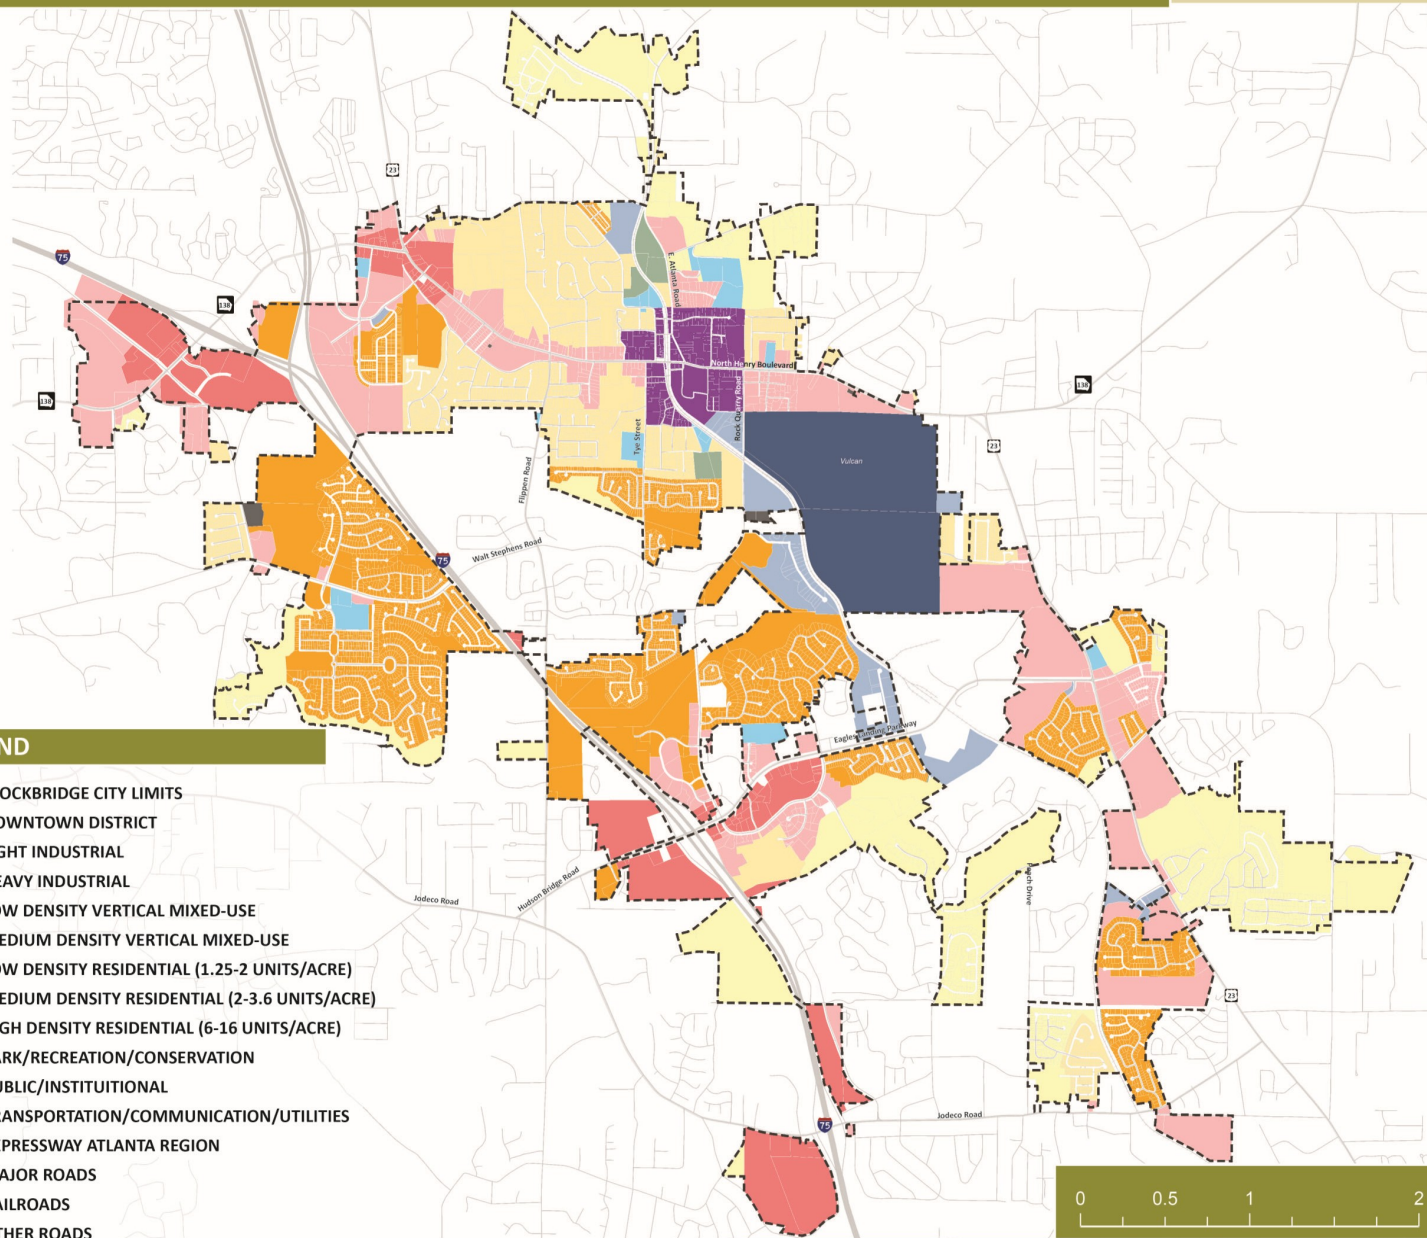 23
75
138
138
E. Atlanta Road
North Henry Boulevard
138
Rock Quarry Road
Tye Street
23
Vulcan
Flippen Road
Walt Stephens Road
75
Eagles Landing Parkway
ND
OCKBRIDGE CITY LIMITS
OWNTOWN DISTRICT
GHT INDUSTRIAL
EAVY INDUSTRIAL
OW DENSITY VERTICAL MIXED-USE
EDIUM DENSITY VERTICAL MIXED-USE
OW DENSITY RESIDENTIAL (1.25-2 UNITS/ACRE)
EDIUM DENSITY RESIDENTIAL (2-3.6 UNITS/ACRE)
GH DENSITY RESIDENTIAL (6-16 UNITS/ACRE)
ARK/RECREATION/CONSERVATION
UBLIC/INSTITUITIONAL
RANSPORTATION/COMMUNICATION/UTILITIES
XPRESSWAY ATLANTA REGION
AJOR ROADS
AILROADS
THER ROADS
Jodeco Road
Hudson Bridge Road
Drive
23
75
Jodeco Road
0 0.5 1 2